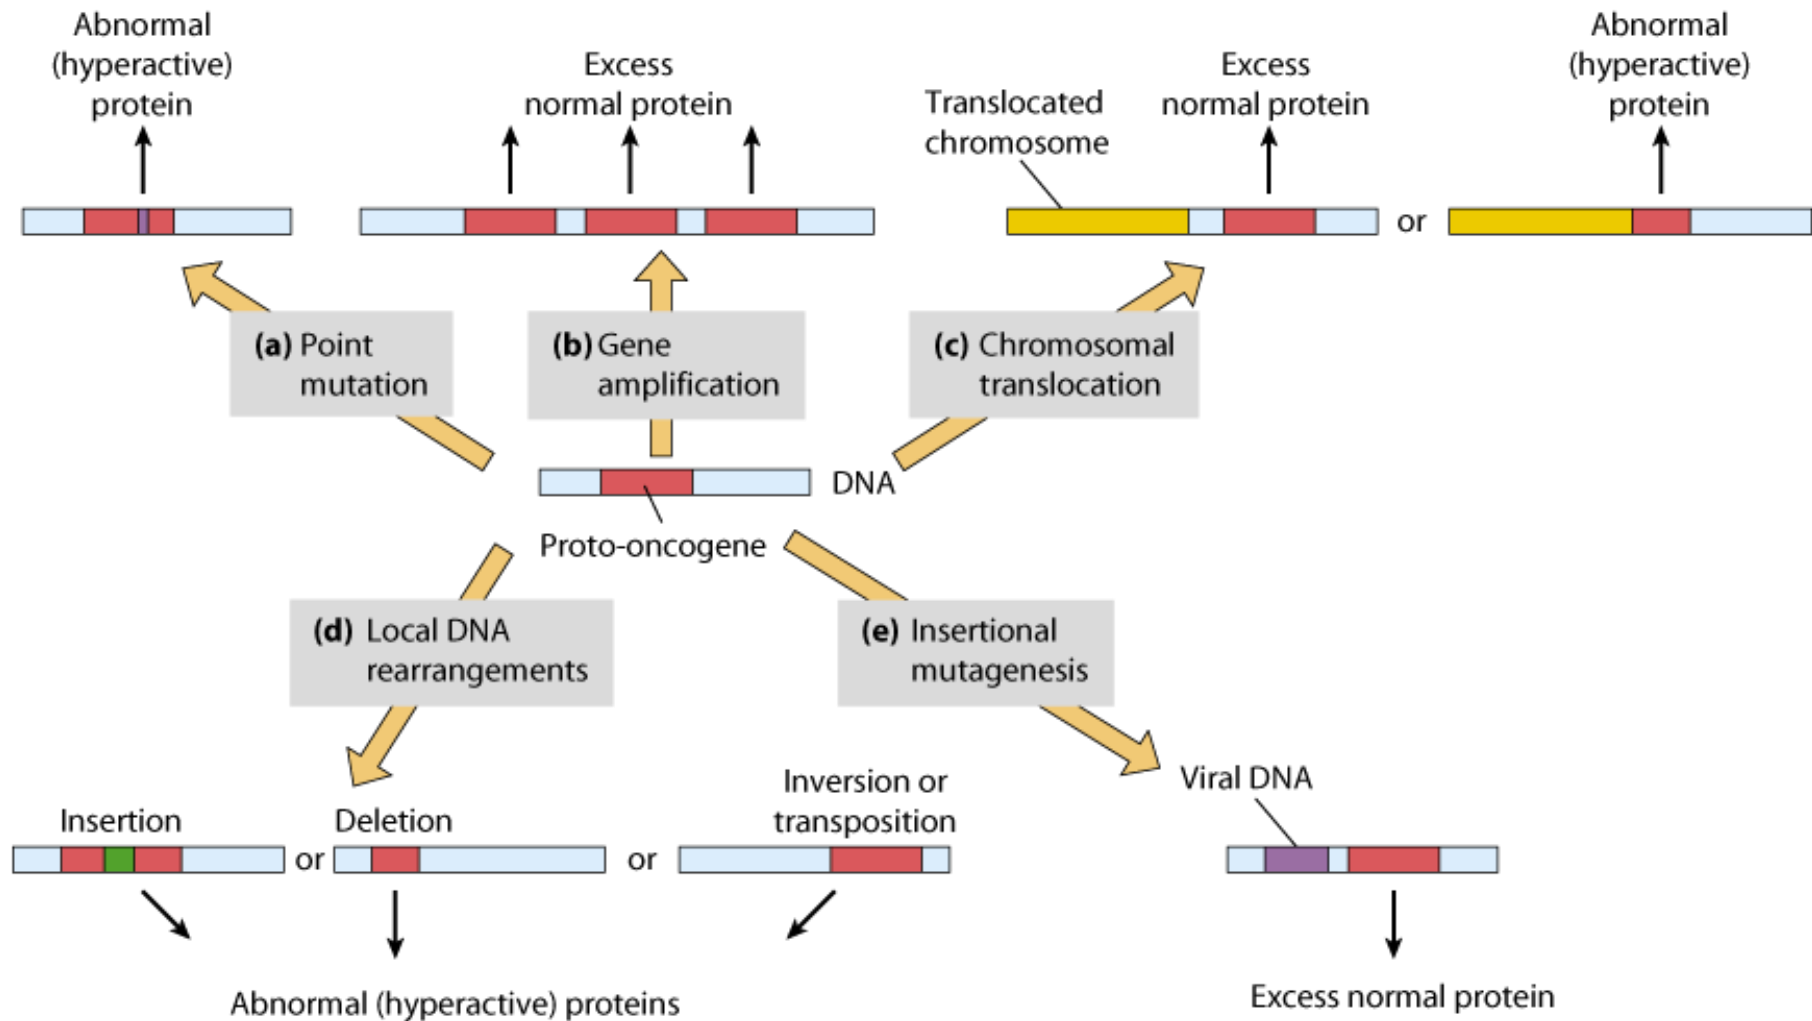 Abnormal
(hyperactive)
protein
Excess
normal protein
Translocated
chromosome
Excess
normal protein
Abnormal
(hyperactive)
protein
or
(a) Point
mutation
(b) Gene
amplification
(c) Chromosomal
translocation
DNA
Proto-oncogene
(d) Local DNA
rearrangements
(e) Insertional
mutagenesis
Insertion
or
Deletion
or
Inversion or
transposition
Viral DNA
Abnormal (hyperactive) proteins
Excess normal protein